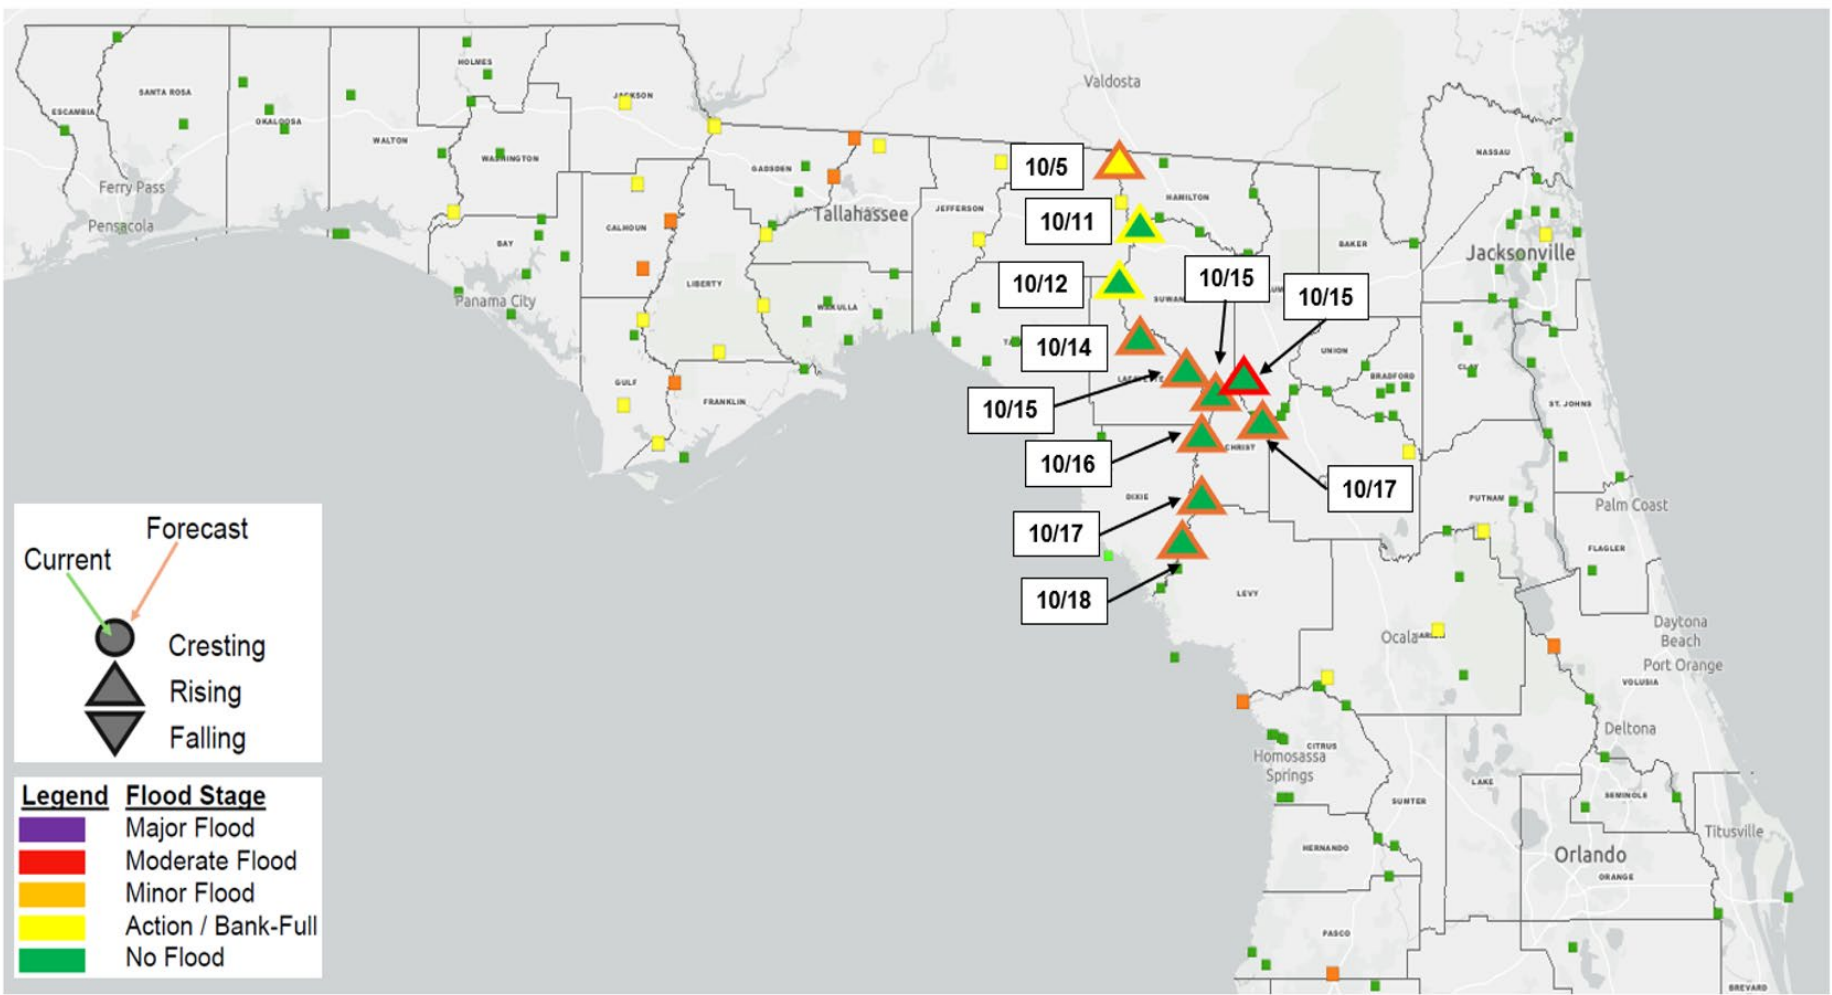 Valdosta
HOLMES
SANTA ROSA
JACKSON
ESCAMBIA
OKALOOSA
WALTON
WASHINGTON
NASSAU
10/5
GADSDEN
HAMILTON
Ferry Pass
Tallahassee
JEFFERSON
10/11
Pensacola
CALHOUN
BAY
BAKER
Jacksonville
10/12
10/15
10/15
LIBERTY
Panama City
WAKULLA
10/14
UNION
CLAY
BRADFORD
GULF
FRANKLIN
10/15
ST. JOHNS
CHRIST
10/16
10/17
DIXIE
PUTNAM
Palm Coast
10/17
FLAGLER
10/18
LEVY
Forecast
Current
Cresting
Rising
Falling
Ocala
Daytona
Beach
Port Orange
VOLUSIA
Deltona
CITRUS
Homosassa
Springs
LAKE
SUMTER
SEMINOLE
Titusville
HERNANDO
Orlando
ORANGE
PASCO
BREVARD
Legend Flood Stage
Major Flood
Moderate Flood
Minor Flood
Action / Bank-Full
No Flood